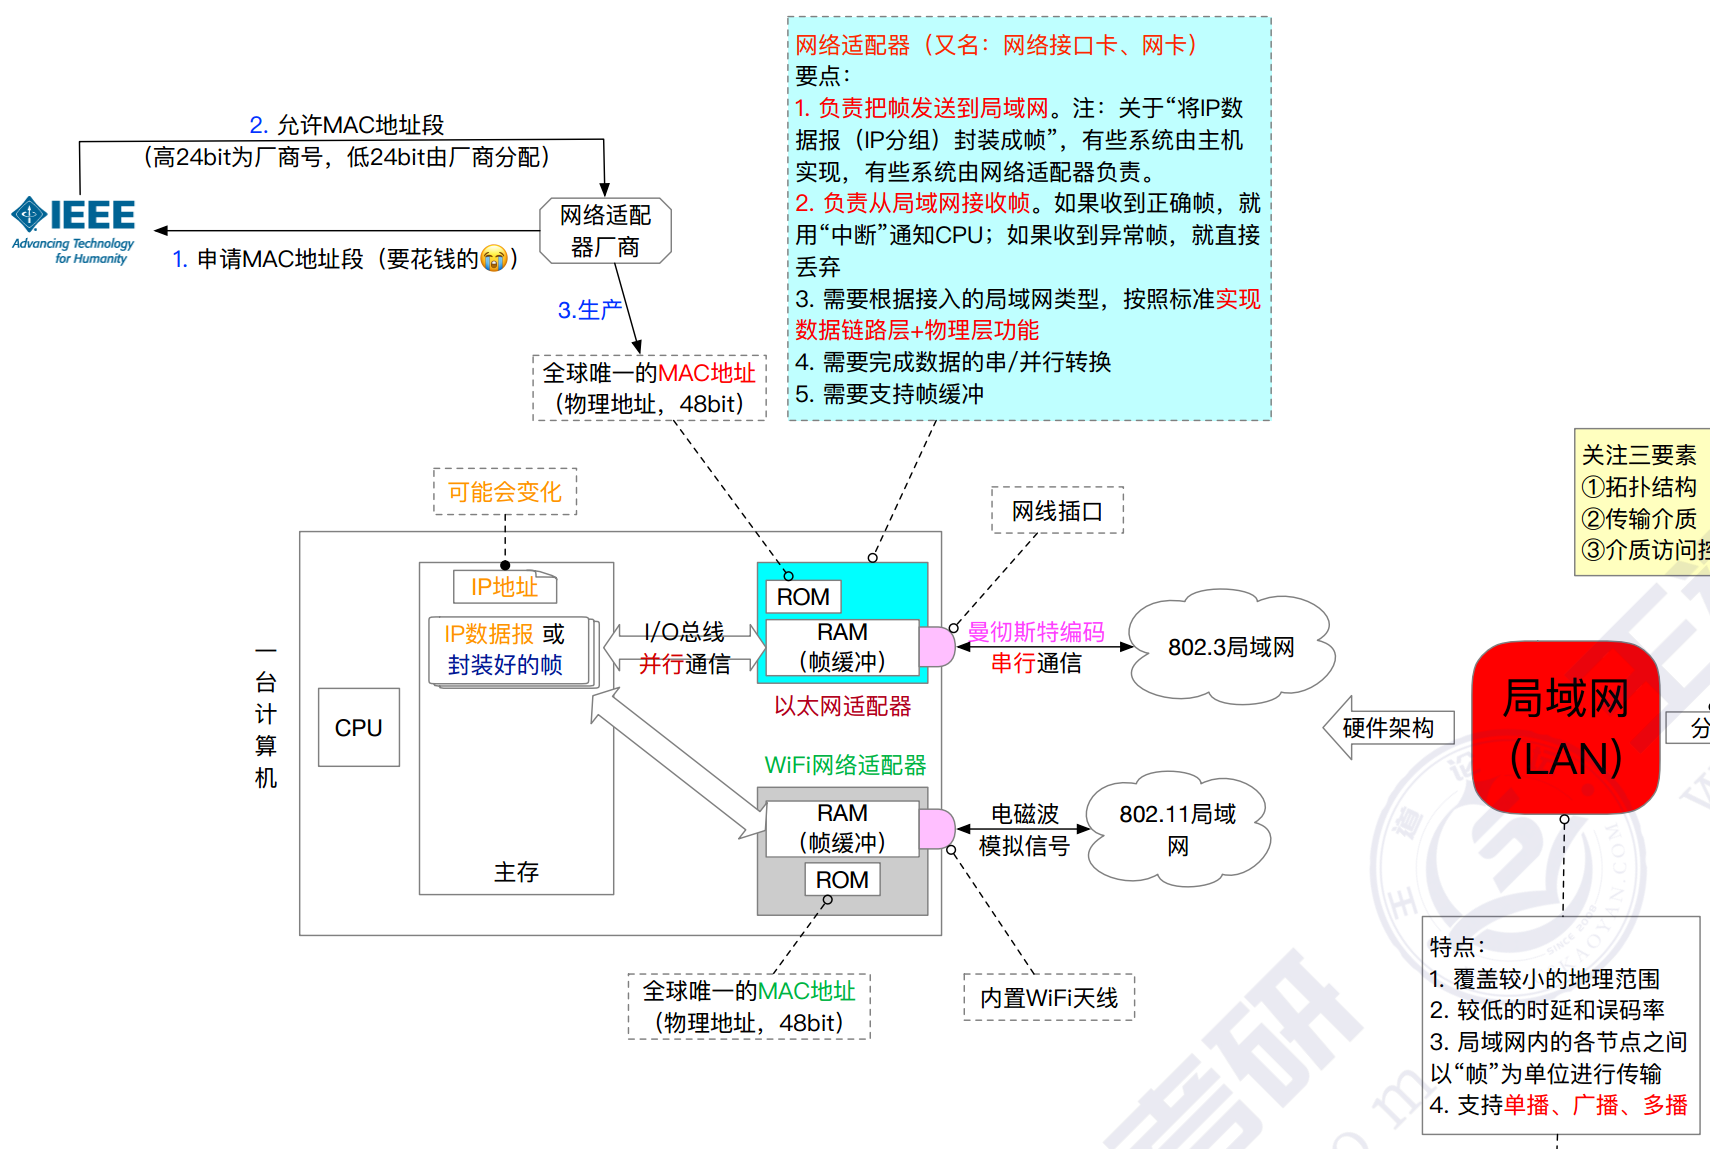 网络适配器（又名：网络接口卡、网卡）
要点：
1. 负责把帧发送到局域网。注：关于“将IP数
据报（IP分组）封装成帧”，有些系统由主机
实现，有些系统由网络适配器负责。
2. 负责从局域网接收帧。如果收到正确帧，就
用“中断”通知CPU；如果收到异常帧，就直接
丢弃
3. 需要根据接入的局域网类型，按照标准实现
数据链路层+物理层功能
4. 需要完成数据的串/并行转换
5. 需要支持帧缓冲
2. 允许MAC地址段
（高24bit为厂商号，低24bit由厂商分配）
IEEE
Advancing Technology
for Humanity
网络适配
器厂商
1. 申请MAC地址段（要花钱的😭）
3.生产
全球唯一的MAC地址
（物理地址，48bit）
可能会变化
网线插口
关注三要素
①拓扑结构
②传输介质
③介质访问控
一台计算机
IP地址
IP数据报 或
封装好的帧
CPU
主存
I/O总线
并行通信
ROM
RAM
（帧缓冲）
以太网适配器
曼彻斯特编码
串行通信
802.3局域网
WiFi网络适配器
RAM
（帧缓冲）
ROM
电磁波
模拟信号
802.11局域
网
硬件架构
局域网
（LAN）
分
全球唯一的MAC地址
（物理地址，48bit）
内置WiFi天线
特点：
1. 覆盖较小的地理范围
2. 较低的时延和误码率
3. 局域网内的各节点之间
以“帧”为单位进行传输
4. 支持单播、广播、多播
王道论
SINCE 2008
KAOYAN.COM
考研